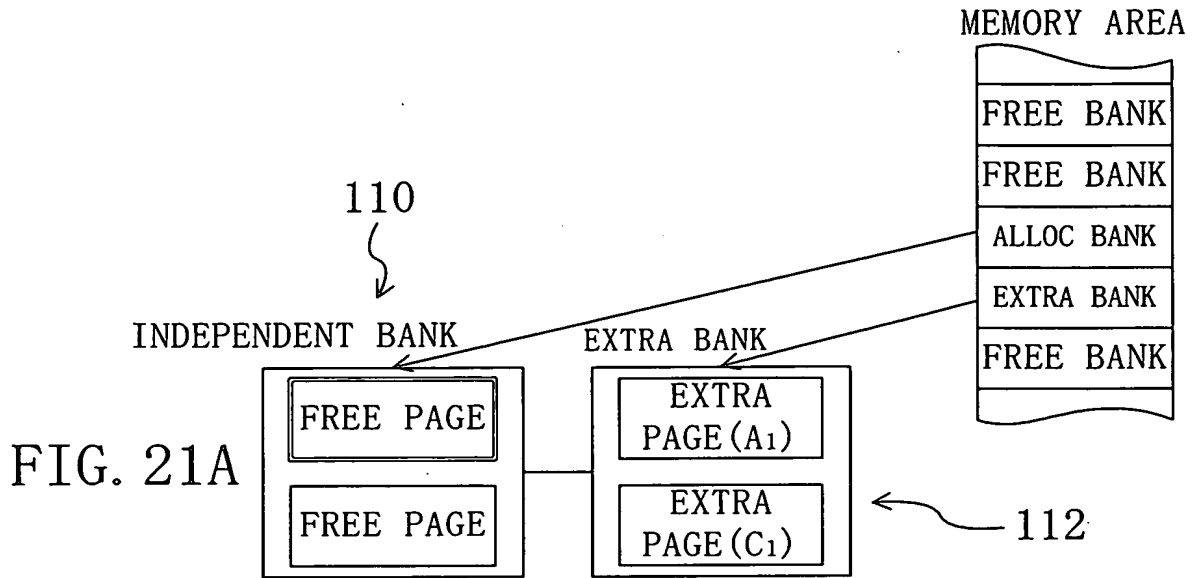 MEMORY AREA
FREE BANK
FREE BANK
110
ALLOC BANK
EXTRA BANK
INDEPENDENT BANK
EXTRA BANK
FREE BANK
FREE PAGE
EXTRA
PAGE(A1)
FIG. 21A
FREE PAGE
EXTRA
PAGE(C1)
112